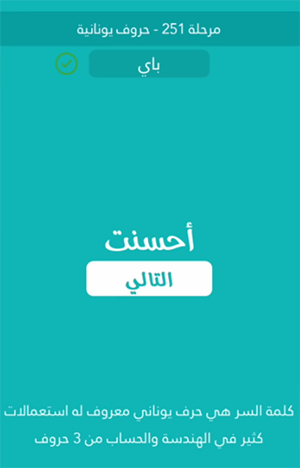 مرحلة 251 - حروف يونانية
باي
أحسنت
التالي
كلمة السر هي حرف يوناني معروف له استعمالات
كثير في الهندسة والحساب من 3 حروف